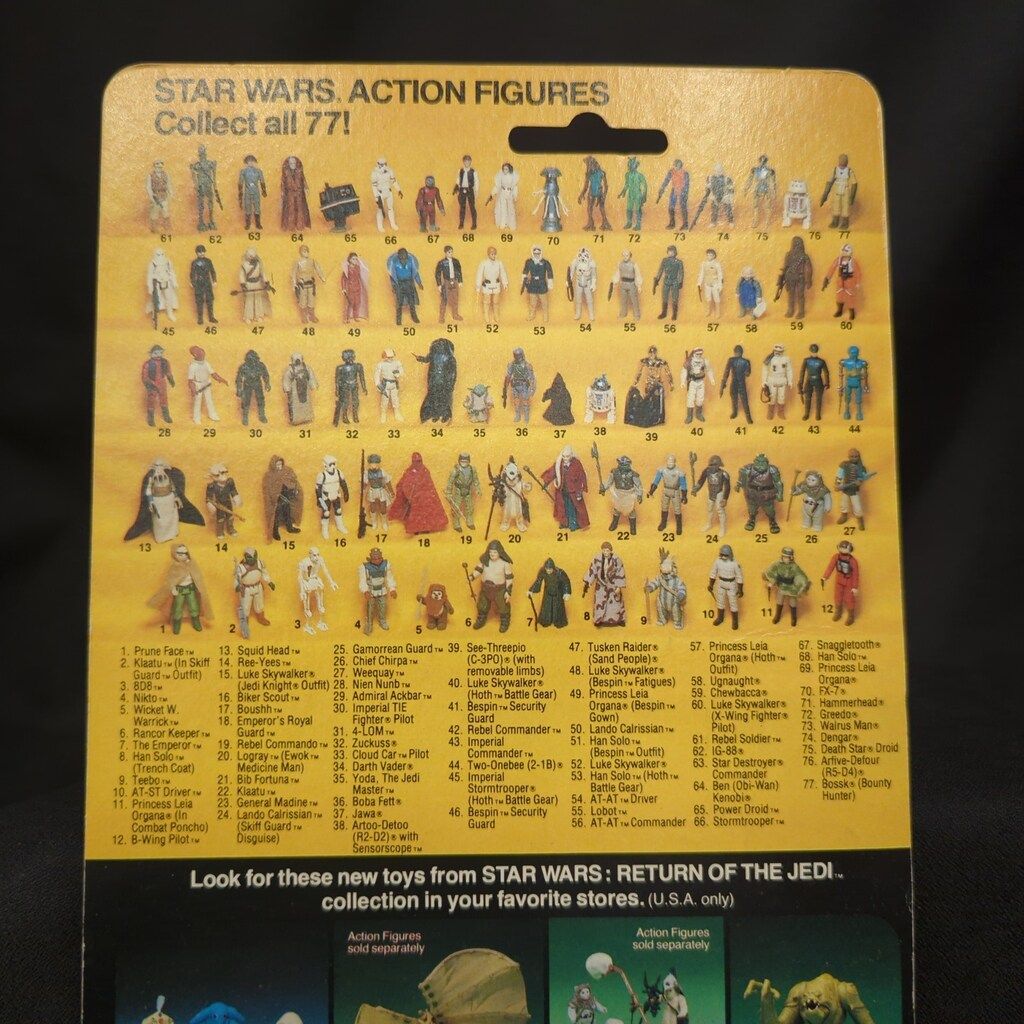 STAR WARS. ACTION FIGURES
Collect all 77!
61 62 63 64 65 66 67 68 69 70 71 72 73 74 75 76 77
45 46 47 48 49 50 51 52 53 54 55 56 57 58 59 60
28 29 30 31 32 33 34 35 36 37 38 39 40 41 42 43 44
13 14 15 16 17 18 19 20 21 22 23 24 25 26 27
1 2 3 4 5 6 7 8 9 10 11 12
1. Prune Face™
2. Klaatu™ (In Skiff
Guard™ Outfit)
3. 8D8™
4. Nikto™
5. Wicket W.
Warrick™
6. Rancor Keeper™
7. The Emperor™
8. Han Solo™
(Trench Coat)
9. Teebo™
10. AT-ST Driver™
11. Princess Leia
Organa® (In
Combat Poncho)
12. B-Wing Pilot™
13. Squid Head™
14. Ree-Yees™
15. Luke Skywalker®
(Jedi Knight® Outfit)
16. Biker Scout™
17. Boushh™
18. Emperor's Royal
Guard™
19. Rebel Commando™
20. Logray™ (Ewok™
Medicine Man)
21. Bib Fortuna™
22. Klaatu™
23. General Madine™
24. Lando Calrissian™
(Skiff Guard™
Disguise)
25. Gamorrean Guard™
26. Chief Chirpa™
27. Weequay™
28. Nien Nunb™
29. Admiral Ackbar™
30. Imperial TIE
Fighter® Pilot
31. 4-LOM™
32. Zuckuss®
33. Cloud Car™ Pilot
34. Darth Vader®
35. Yoda, The Jedi
Master™
36. Boba Fett®
37. Jawa®
38. Artoo-Detoo
(R2-D2)® with
Sensorscope™
39. See-Threepio
(C-3PO)® (with
removable limbs)
40. Luke Skywalker®
(Hoth™ Battle Gear)
41. Bespin™ Security
Guard
42. Rebel Commander™
43. Imperial
Commander™
44. Two-Onebee (2-1B)®
45. Imperial
Stormtrooper®
(Hoth™ Battle Gear)
46. Bespin™ Security
Guard
47. Tusken Raider®
(Sand People)®
48. Luke Skywalker®
(Bespin™ Fatigues)
49. Princess Leia
Organa® (Bespin™
Gown)
50. Lando Calrissian™
51. Han Solo™
(Bespin™ Outfit)
52. Luke Skywalker®
53. Han Solo™ (Hoth™
Battle Gear)
54. AT-AT™ Driver
55. Lobot™
56. AT-AT™ Commander
57. Princess Leia
Organa® (Hoth™
Outfit)
58. Ugnaught®
59. Chewbacca®
60. Luke Skywalker®
(X-Wing Fighter®
Pilot)
61. Rebel Soldier™
62. IG-88®
63. Star Destroyer®
Commander
64. Ben (Obi-Wan)
Kenobi®
65. Power Droid™
66. Stormtrooper™
67. Snaggletooth®
68. Han Solo™
69. Princess Leia
Organa®
70. FX-7®
71. Hammerhead®
72. Greedo®
73. Walrus Man®
74. Dengar®
75. Death Star® Droid
76. Arfive-Defour
(R5-D4)®
77. Bossk® (Bounty
Hunter)
Look for these new toys from STAR WARS: RETURN OF THE JEDI™
collection in your favorite stores. (U.S.A. only)
Action Figures
sold separately
Action Figures
sold separately